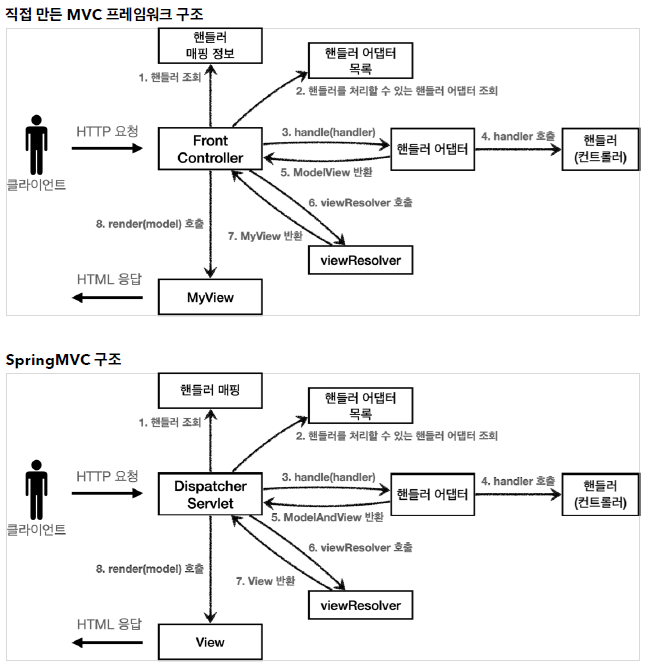 직접 만든 MVC 프레임워크 구조
핸들러
매핑 정보
핸들러 어댑터
목록
1. 핸들러 조회
2. 핸들러를 처리할 수 있는 핸들러 어댑터 조회
HTTP 요청
Front
Controller
3. handle(handler)
핸들러 어댑터
4. handler 호출
핸들러
(컨트롤러)
클라이언트
5. ModelView 반환
6. viewResolver 호출
8. render(model) 호출
7. MyView 반환
viewResolver
HTML 응답
MyView
SpringMVC 구조
핸들러 매핑
핸들러 어댑터
목록
1. 핸들러 조회
2. 핸들러를 처리할 수 있는 핸들러 어댑터 조회
HTTP 요청
Dispatcher
Servlet
3. handle(handler)
핸들러 어댑터
4. handler 호출
핸들러
(컨트롤러)
클라이언트
5. ModelAndView 반환
6. viewResolver 호출
8. render(model) 호출
7. View 반환
viewResolver
HTML 응답
View